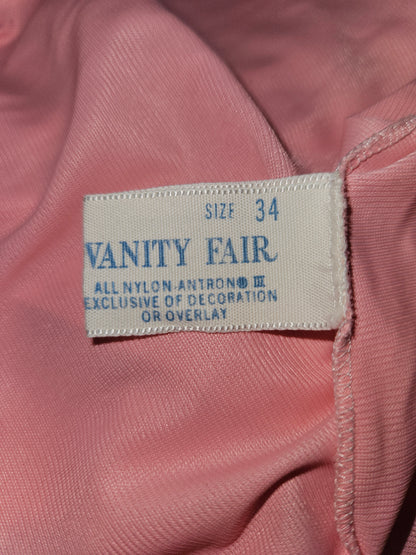 SIZE 34
VANITY FAIR
ALL NYLON-ANTRON® III
EXCLUSIVE OF DECORATION
OR OVERLAY